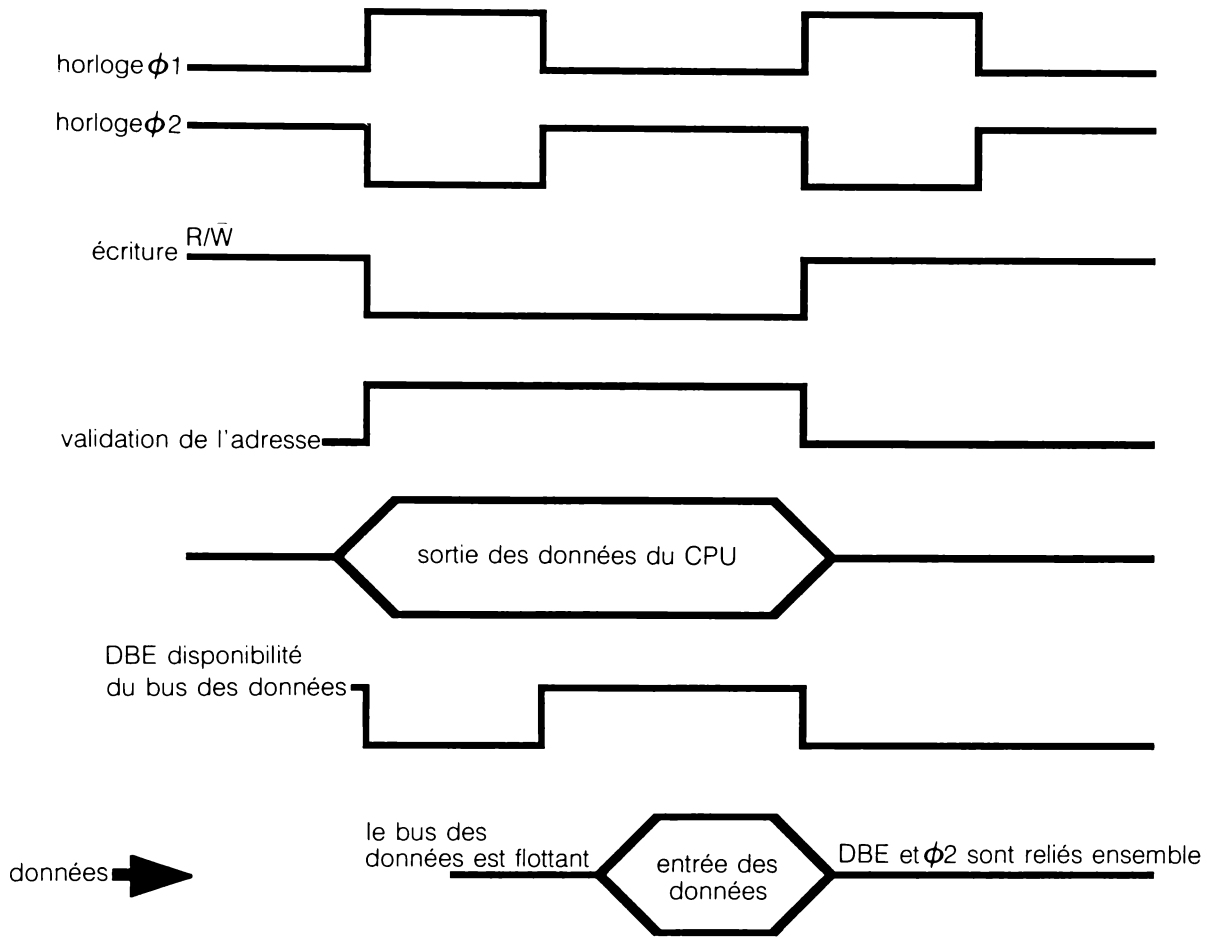 horloge ϕ1
horloge ϕ2
écriture R/W̄
validation de l'adresse
sortie des données du CPU
DBE disponibilité
du bus des données
le bus des
données est flottant
données
entrée des
données
DBE et ϕ2 sont reliés ensemble